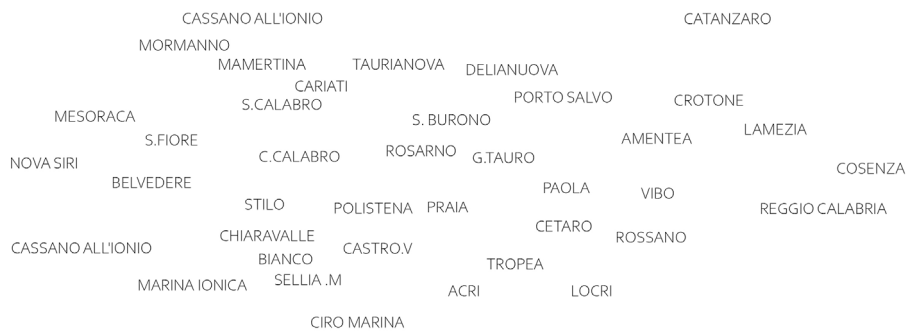 CASSANO ALL'IONIO
CATANZARO
MORMANNO
MAMERTINA
TAURIANOVA
DELIANUOVA
CARIATI
PORTO SALVO
CROTONE
S.CALABRO
MESORACA
S. BURONO
LAMEZIA
AMENTEA
S.FIORE
ROSARNO
C.CALABRO
G.TAURO
NOVA SIRI
COSENZA
BELVEDERE
PAOLA
VIBO
STILO
POLISTENA
PRAIA
REGGIO CALABRIA
CETARO
CHIARAVALLE
ROSSANO
CASSANO ALL'IONIO
CASTRO.V
BIANCO
TROPEA
SELLIA .M
MARINA IONICA
ACRI
LOCRI
CIRO MARINA